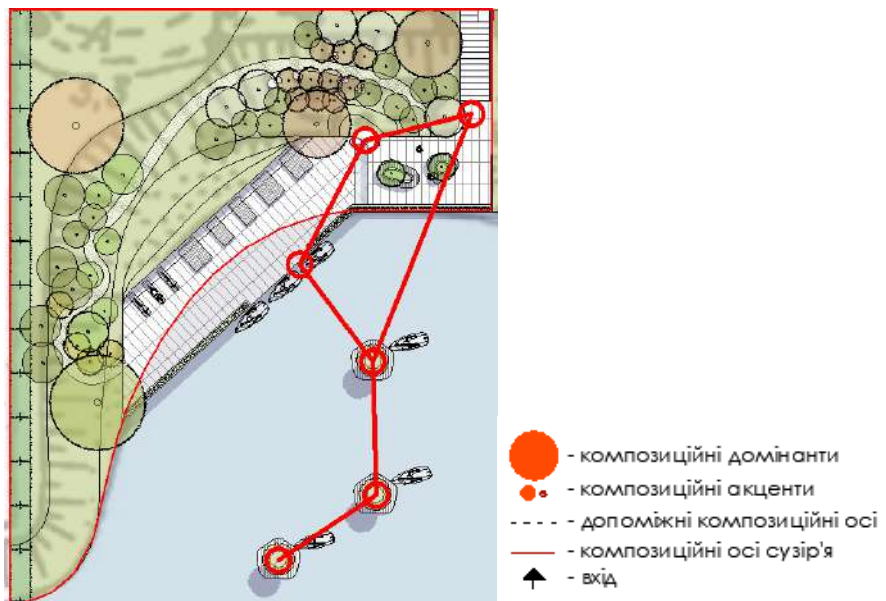 - композиційні домінанти
- композиційні акценти
- допоміжні композиційні осі
- композиційні осі сузір'я
- вхід